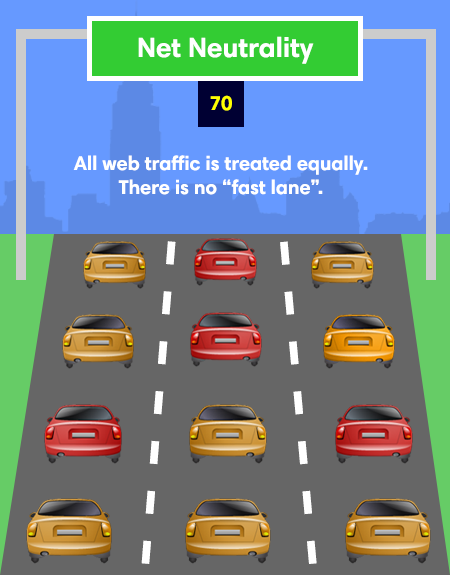 Net Neutrality
70
All web traffic is treated equally.
There is no “fast lane”.